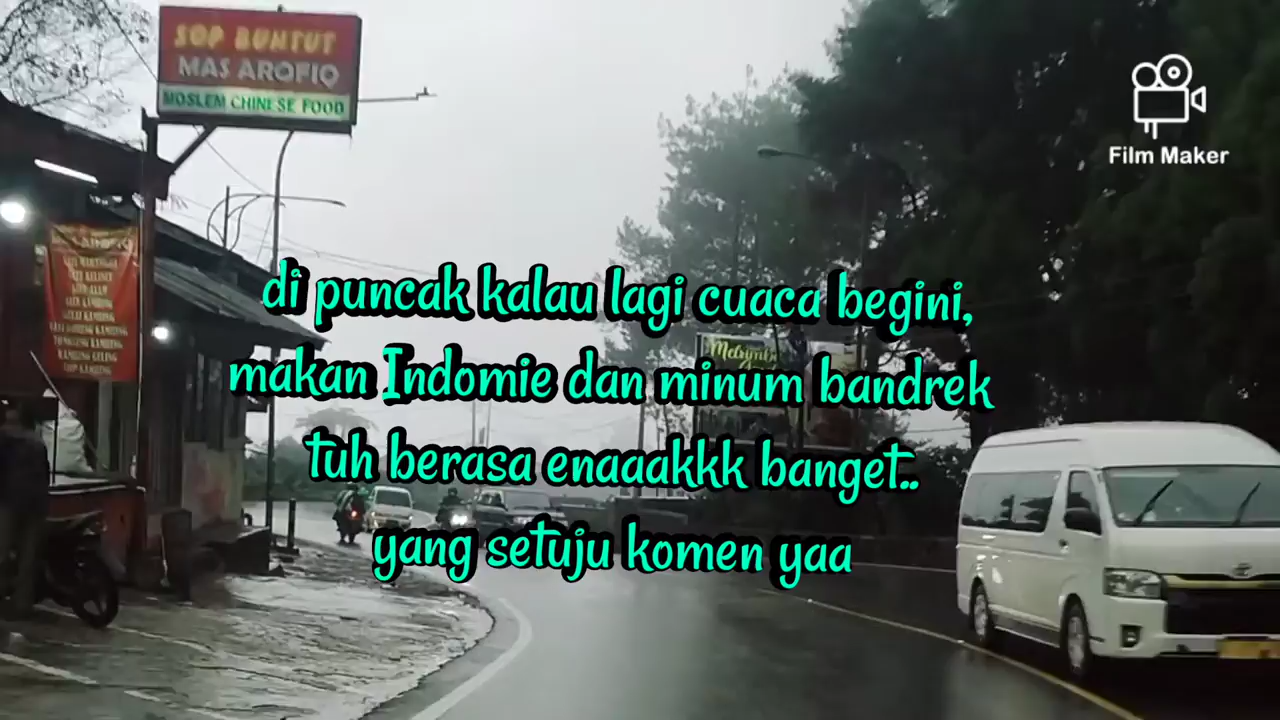 SOP BUNTUT
MAS AROFIQ
MOSLEM CHINESE FOOD
Film Maker
di puncak kalau lagi cuaca begini,
makan Indomie dan minum bandrek
tuh berasa enaaakkk banget..
yang setuju komen yaa